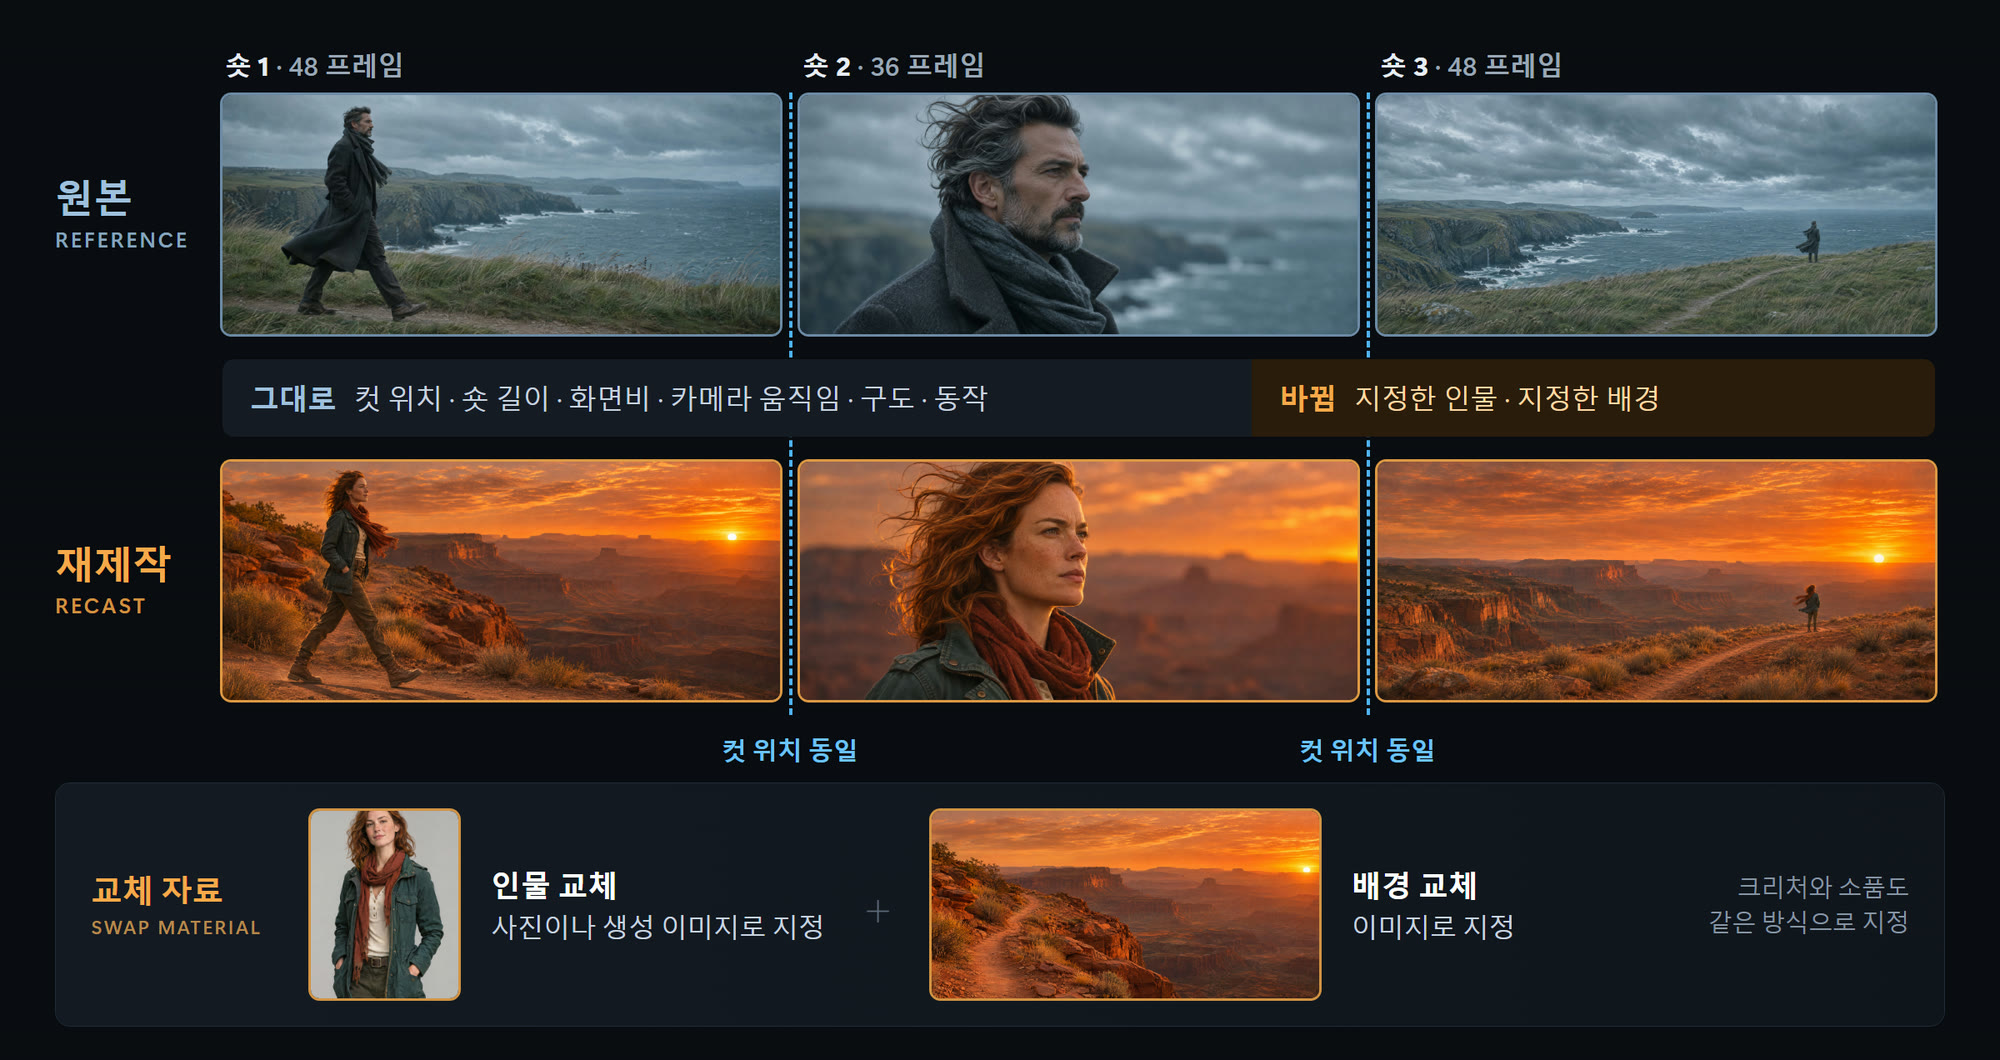 숏 1 · 48 프레임
숏 2 · 36 프레임
숏 3 · 48 프레임
원본
REFERENCE
그대로 컷 위치 · 숏 길이 · 화면비 · 카메라 움직임 · 구도 · 동작
바뀜 지정한 인물 · 지정한 배경
재제작
RECAST
컷 위치 동일
컷 위치 동일
교체 자료
SWAP MATERIAL
인물 교체
사진이나 생성 이미지로 지정
+
배경 교체
이미지로 지정
크리처와 소품도
같은 방식으로 지정